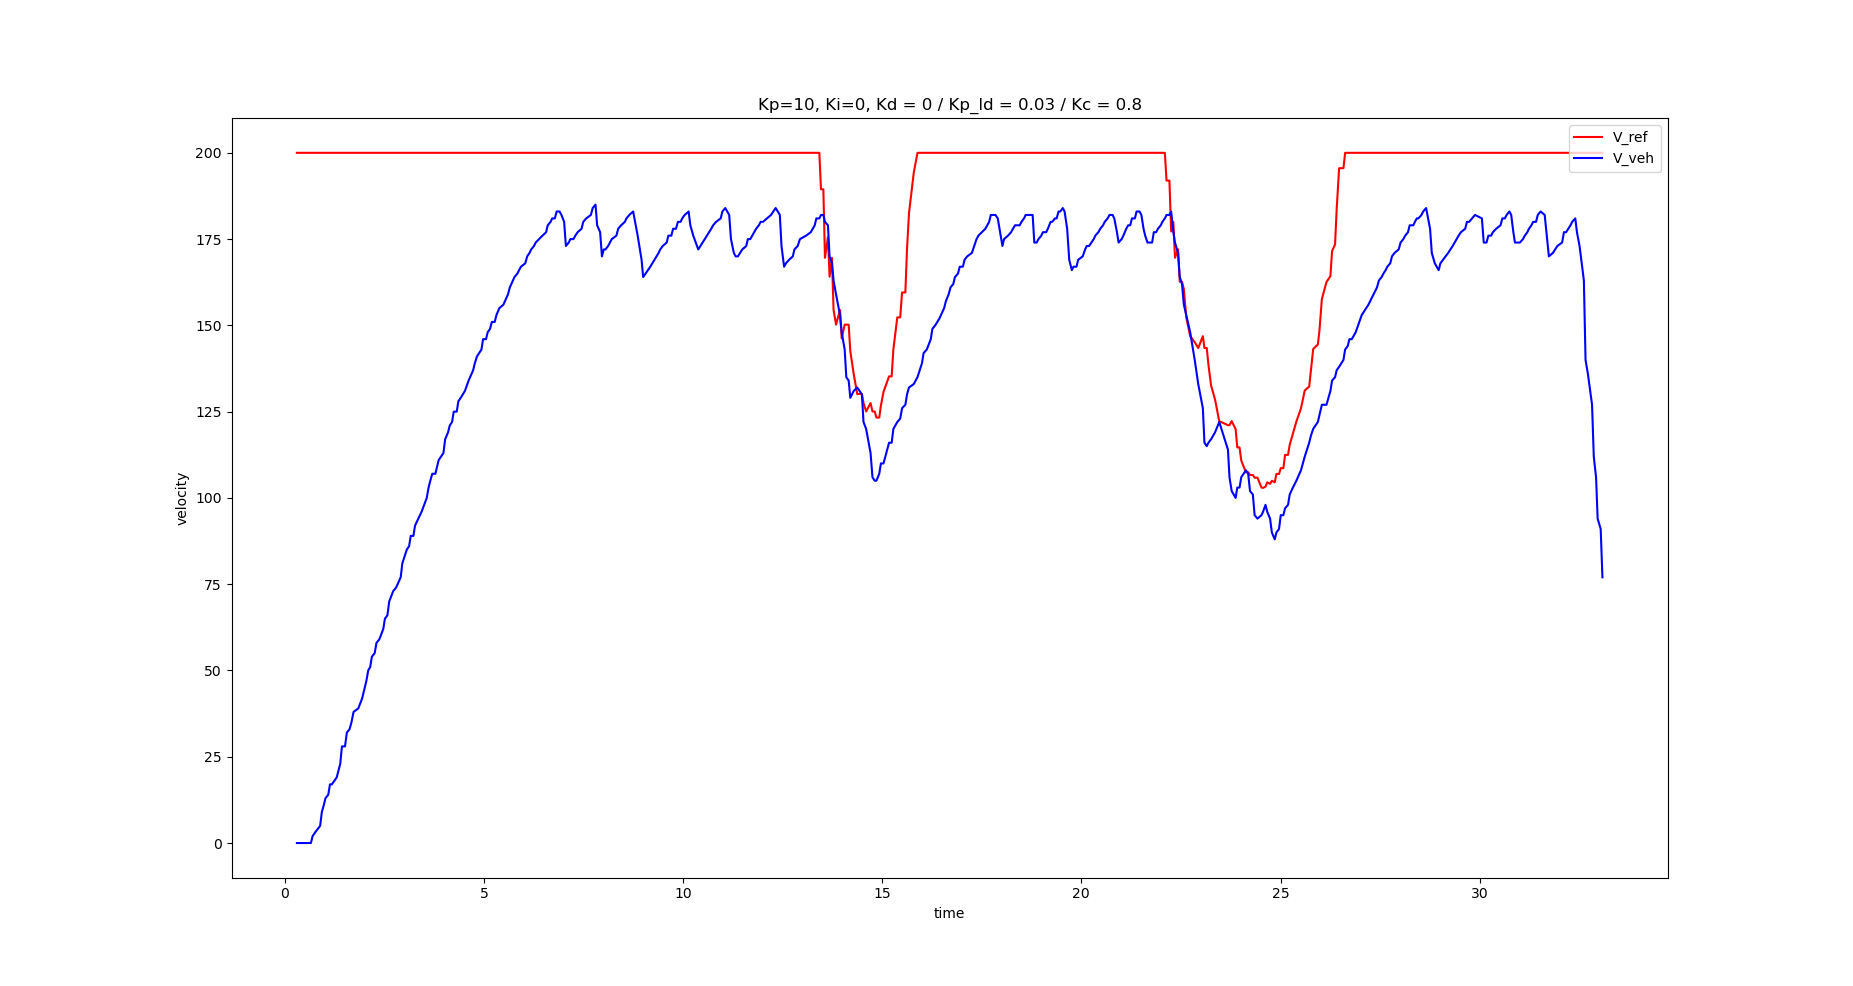 Kp=10, Ki=0, Kd = 0 / Kp_ld = 0.03 / Kc = 0.8
V_ref
V_veh
200
175
150
125
100
75
50
25
0
velocity
0 5 10 15 20 25 30
time